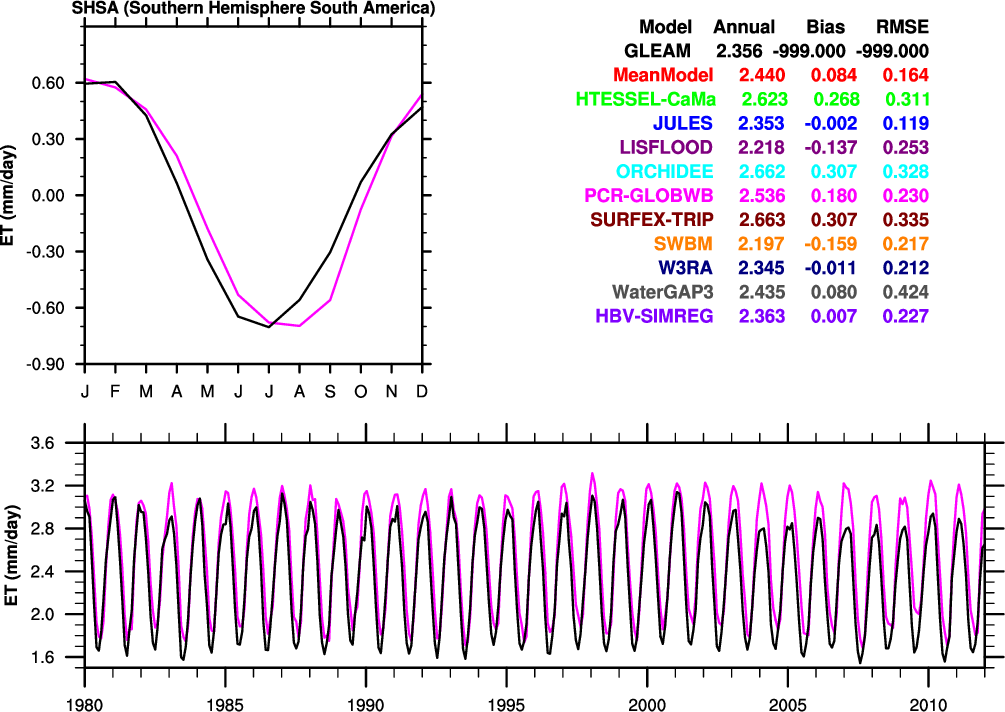 SHSA (Southern Hemisphere South America)
Model Annual Bias RMSE
GLEAM 2.356 -999.000 -999.000
MeanModel 2.440 0.084 0.164
HTESSEL-CaMa 2.623 0.268 0.311
JULES 2.353 -0.002 0.119
LISFLOOD 2.218 -0.137 0.253
ORCHIDEE 2.662 0.307 0.328
PCR-GLOBWB 2.536 0.180 0.230
SURFEX-TRIP 2.663 0.307 0.335
SWBM 2.197 -0.159 0.217
W3RA 2.345 -0.011 0.212
WaterGAP3 2.435 0.080 0.424
HBV-SIMREG 2.363 0.007 0.227
ET (mm/day)
0.60
0.30
0.00
-0.30
-0.60
-0.90
J F M A M J J A S O N D
ET (mm/day)
3.6
3.2
2.8
2.4
2.0
1.6
1980 1985 1990 1995 2000 2005 2010